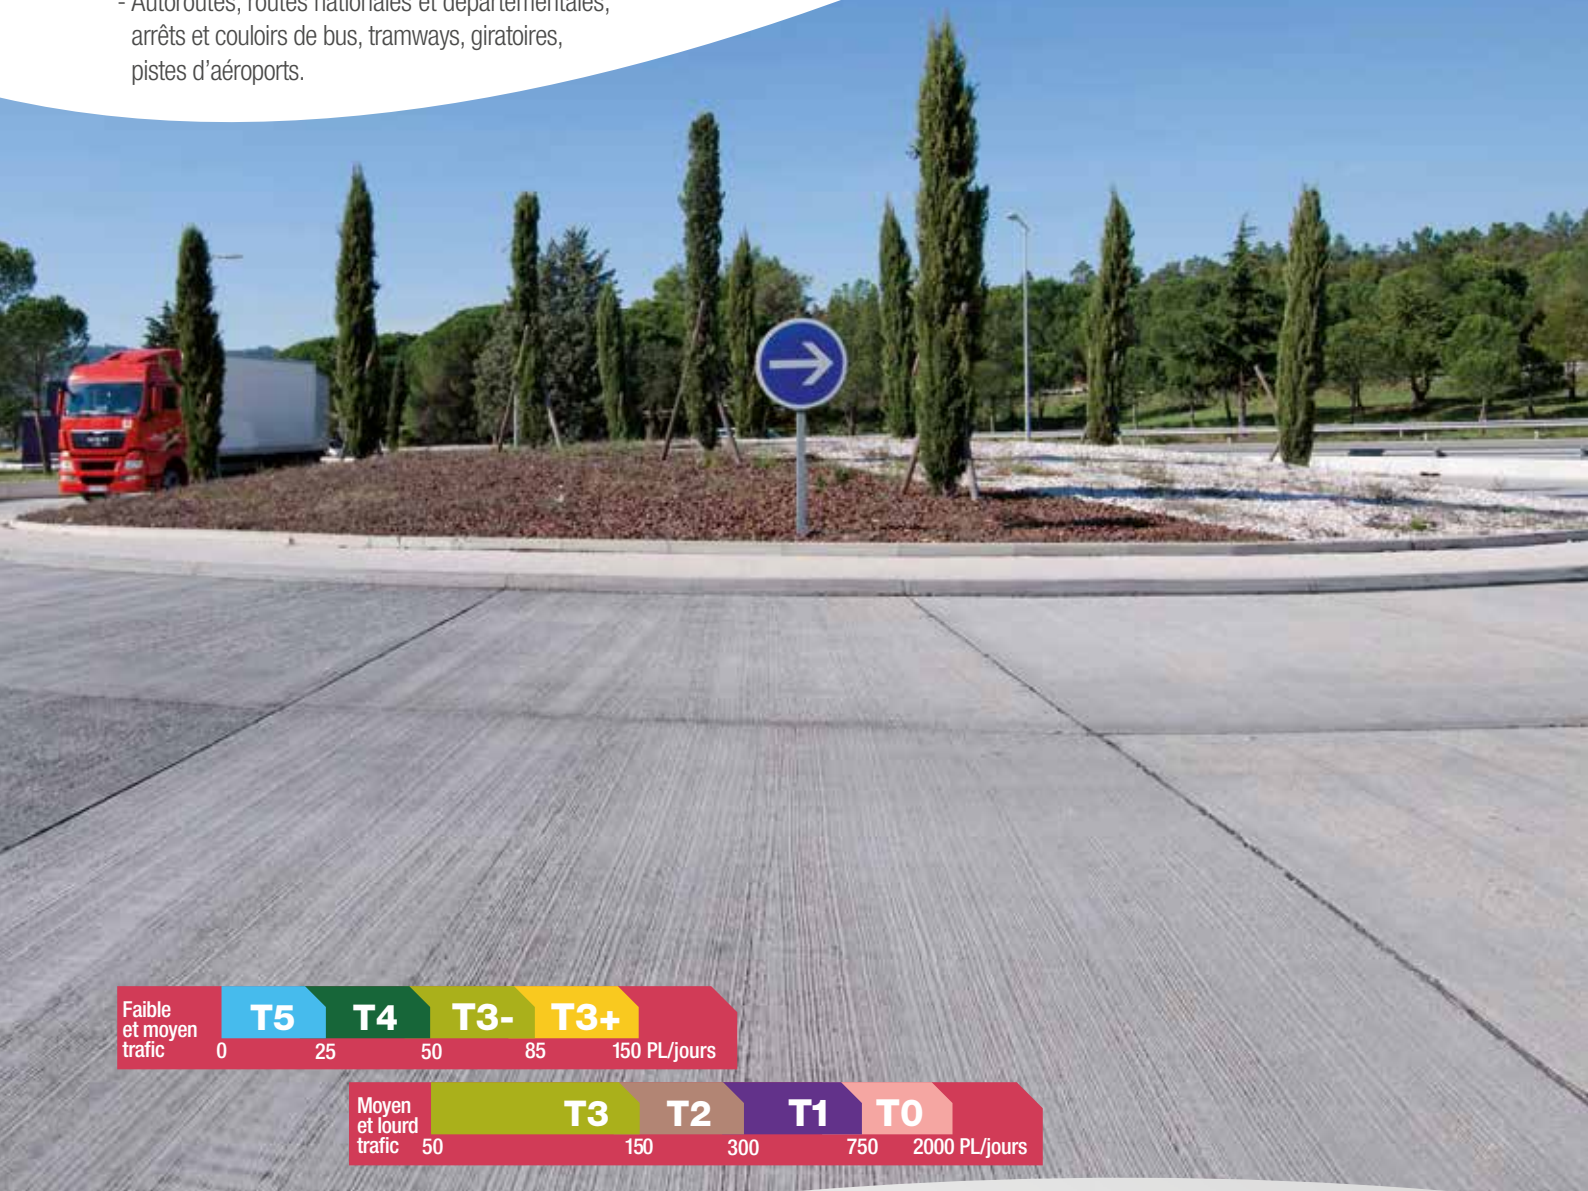 - Autoroutes, routes nationales et départementales,
arrêts et couloirs de bus, tramways, giratoires,
pistes d'aéroports.
Faible
et moyen
trafic
T5 T4 T3- T3+
0 25 50 85 150 PL/jours
Moyen
et lourd
trafic
T3 T2 T1 T0
50 150 300 750 2000 PL/jours